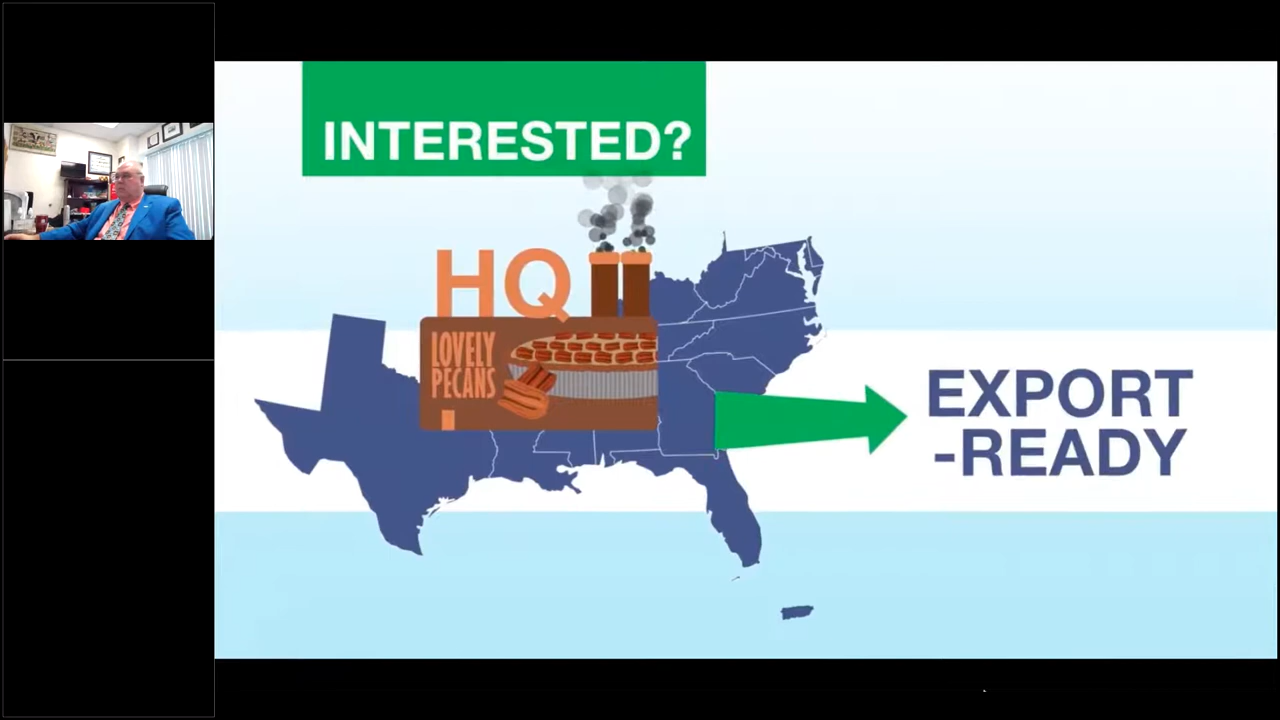 INTERESTED?
HQ
LOVELY
PECANS
EXPORT
-READY